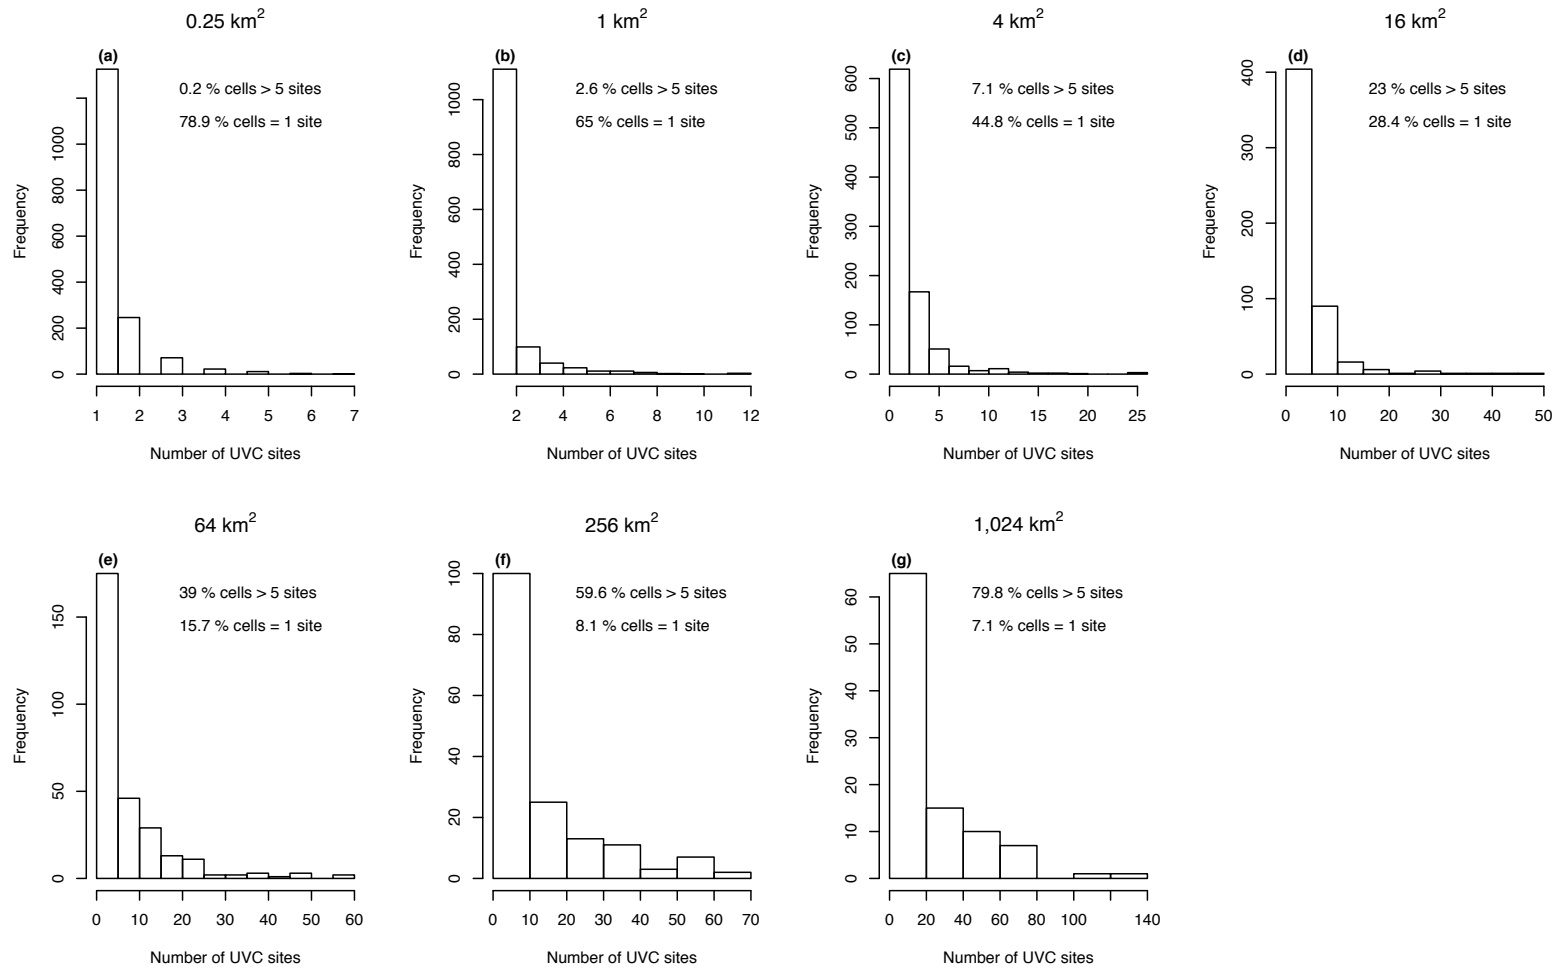 0.25 km²
(a)
0.2 % cells > 5 sites
78.9 % cells = 1 site
Frequency
0 200 400 600 800 1000
1 2 3 4 5 6 7
Number of UVC sites
1 km²
(b)
2.6 % cells > 5 sites
65 % cells = 1 site
Frequency
0 200 400 600 800 1000
2 4 6 8 10 12
Number of UVC sites
4 km²
(c)
7.1 % cells > 5 sites
44.8 % cells = 1 site
Frequency
0 100 200 300 400 500 600
0 5 10 15 20 25
Number of UVC sites
16 km²
(d)
23 % cells > 5 sites
28.4 % cells = 1 site
Frequency
0 100 200 300 400
0 10 20 30 40 50
Number of UVC sites
64 km²
(e)
39 % cells > 5 sites
15.7 % cells = 1 site
Frequency
0 50 100 150
0 10 20 30 40 50 60
Number of UVC sites
256 km²
(f)
59.6 % cells > 5 sites
8.1 % cells = 1 site
Frequency
0 20 40 60 80 100
0 10 20 30 40 50 60 70
Number of UVC sites
1,024 km²
(g)
79.8 % cells > 5 sites
7.1 % cells = 1 site
Frequency
0 10 20 30 40 50 60
0 20 40 60 80 100 140
Number of UVC sites